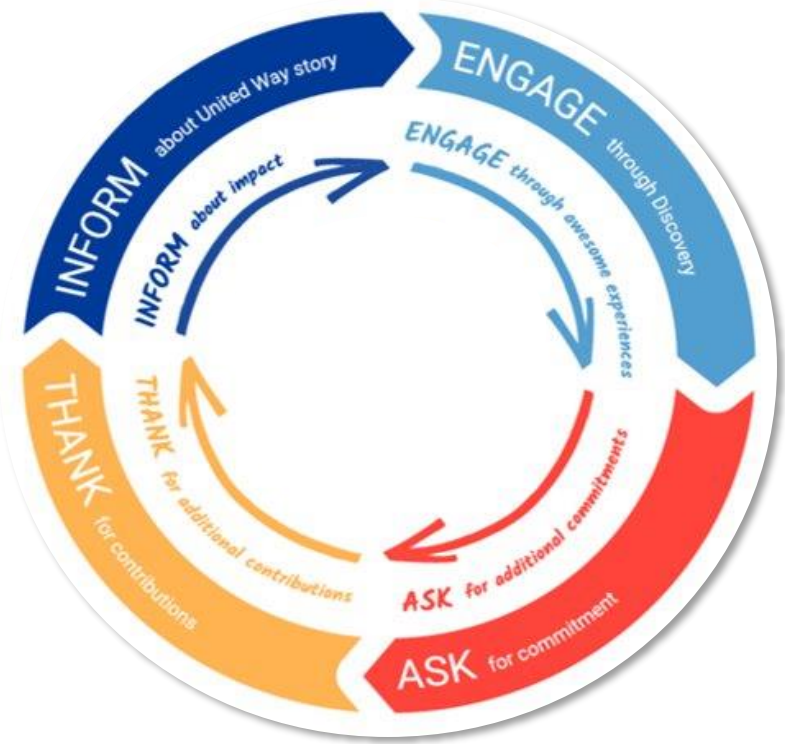 INFORM about United Way story
ENGAGE through Discovery
ASK for commitment
THANK for contributions
INFORM about impact
ENGAGE through awesome experiences
ASK for additional commitments
THANK for additional contributions